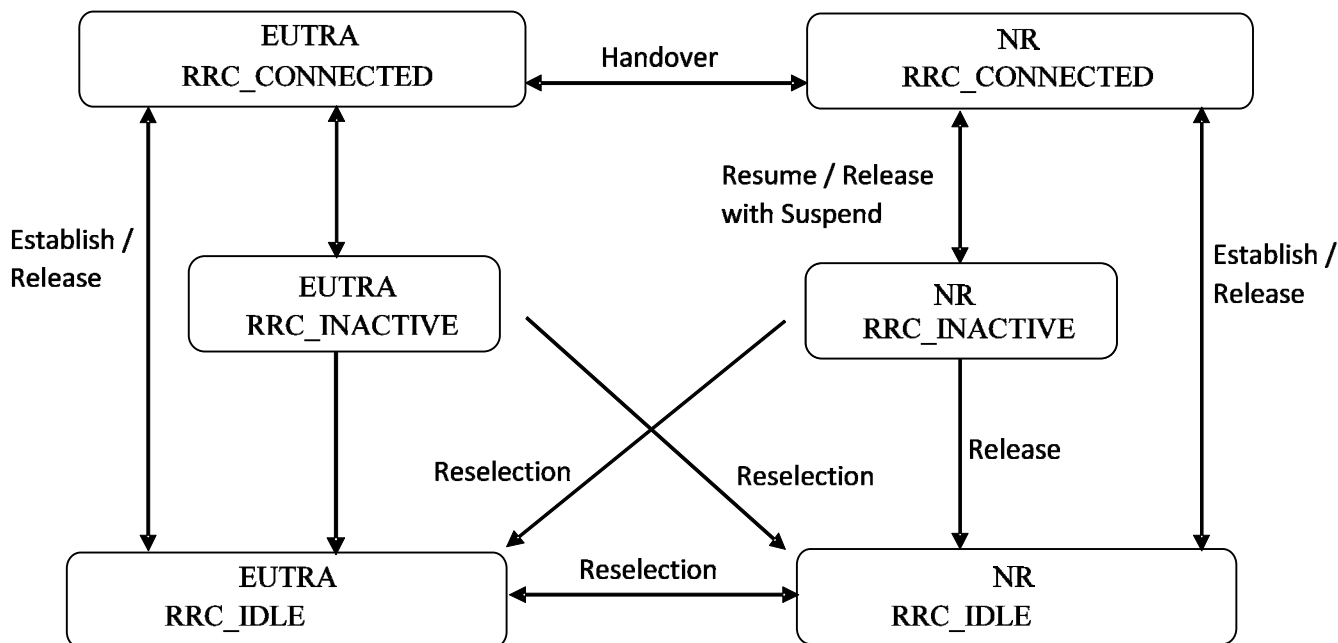 EUTRA
RRC_CONNECTED
Handover
NR
RRC_CONNECTED
Establish /
Release
Resume / Release
with Suspend
Establish /
Release
EUTRA
RRC_INACTIVE
NR
RRC_INACTIVE
Reselection
Reselection
Release
EUTRA
RRC_IDLE
Reselection
NR
RRC_IDLE